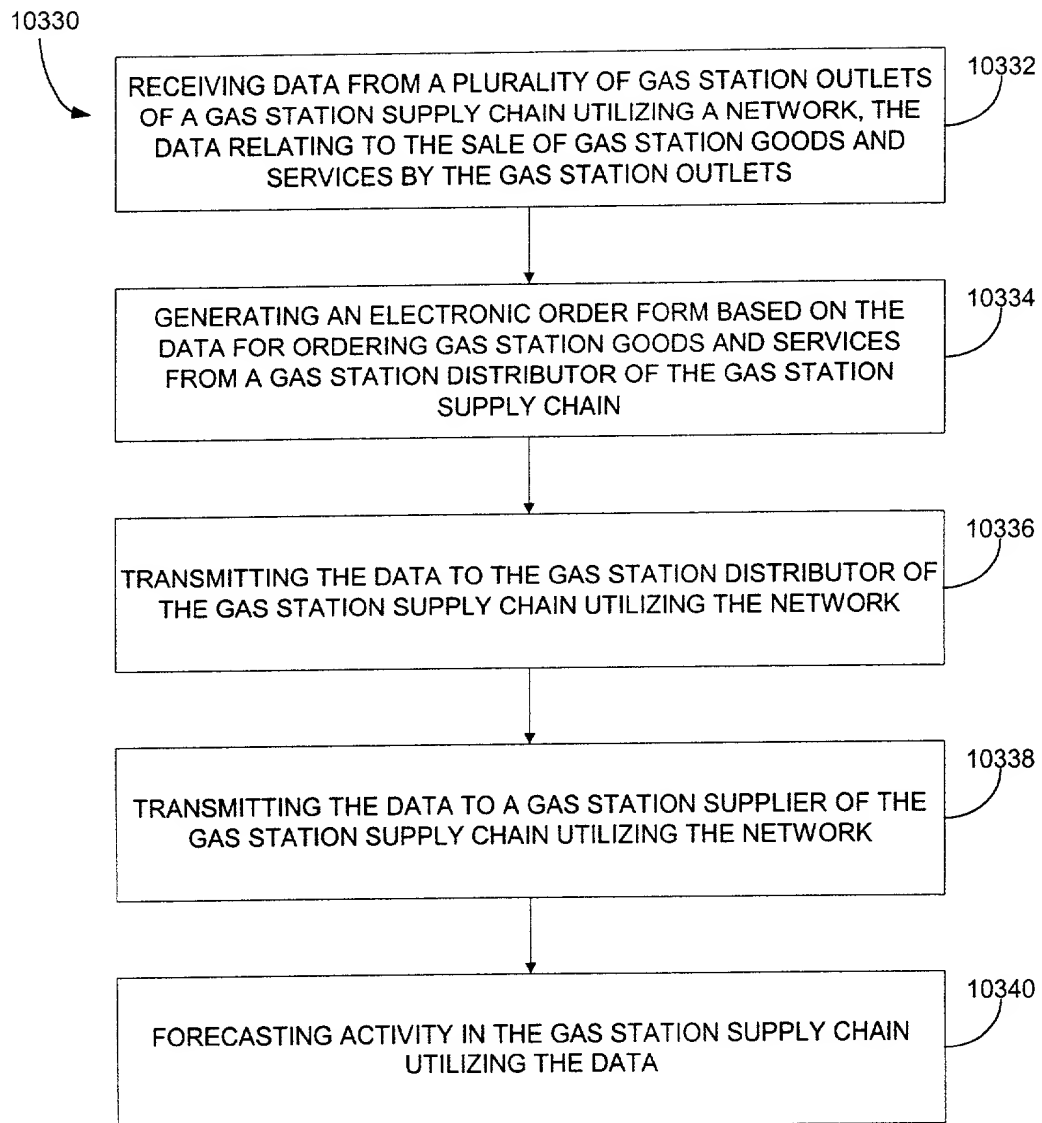 10330
RECEIVING DATA FROM A PLURALITY OF GAS STATION OUTLETS
OF A GAS STATION SUPPLY CHAIN UTILIZING A NETWORK, THE
DATA RELATING TO THE SALE OF GAS STATION GOODS AND
SERVICES BY THE GAS STATION OUTLETS
10332
GENERATING AN ELECTRONIC ORDER FORM BASED ON THE
DATA FOR ORDERING GAS STATION GOODS AND SERVICES
FROM A GAS STATION DISTRIBUTOR OF THE GAS STATION
SUPPLY CHAIN
10334
TRANSMITTING THE DATA TO THE GAS STATION DISTRIBUTOR OF
THE GAS STATION SUPPLY CHAIN UTILIZING THE NETWORK
10336
TRANSMITTING THE DATA TO A GAS STATION SUPPLIER OF THE
GAS STATION SUPPLY CHAIN UTILIZING THE NETWORK
10338
FORECASTING ACTIVITY IN THE GAS STATION SUPPLY CHAIN
UTILIZING THE DATA
10340